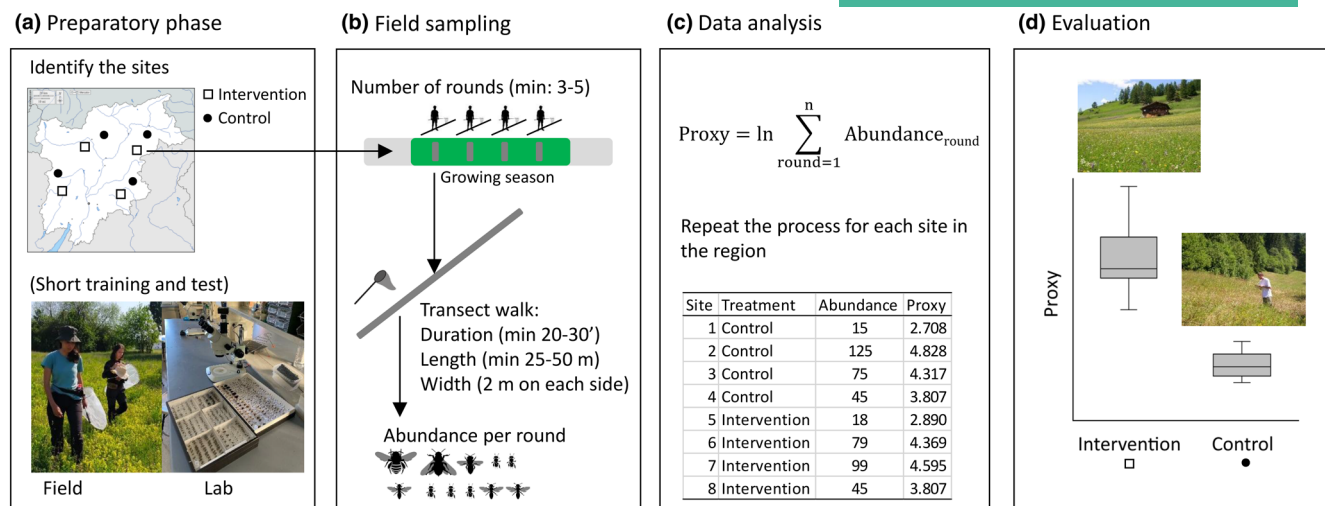 (a) Preparatory phase
Identify the sites
Intervention
Control
(Short training and test)
Field
Lab
(b) Field sampling
Number of rounds (min: 3-5)
Growing season
Transect walk:
Duration (min 20-30')
Length (min 25-50 m)
Width (2 m on each side)
Abundance per round
(c) Data analysis
Proxy = ln ∑ Abundance_round
n
round=1
Repeat the process for each site in
the region
Site Treatment Abundance Proxy
1 Control 15 2.708
2 Control 125 4.828
3 Control 75 4.317
4 Control 45 3.807
5 Intervention 18 2.890
6 Intervention 79 4.369
7 Intervention 99 4.595
8 Intervention 45 3.807
(d) Evaluation
Proxy
Intervention
Control